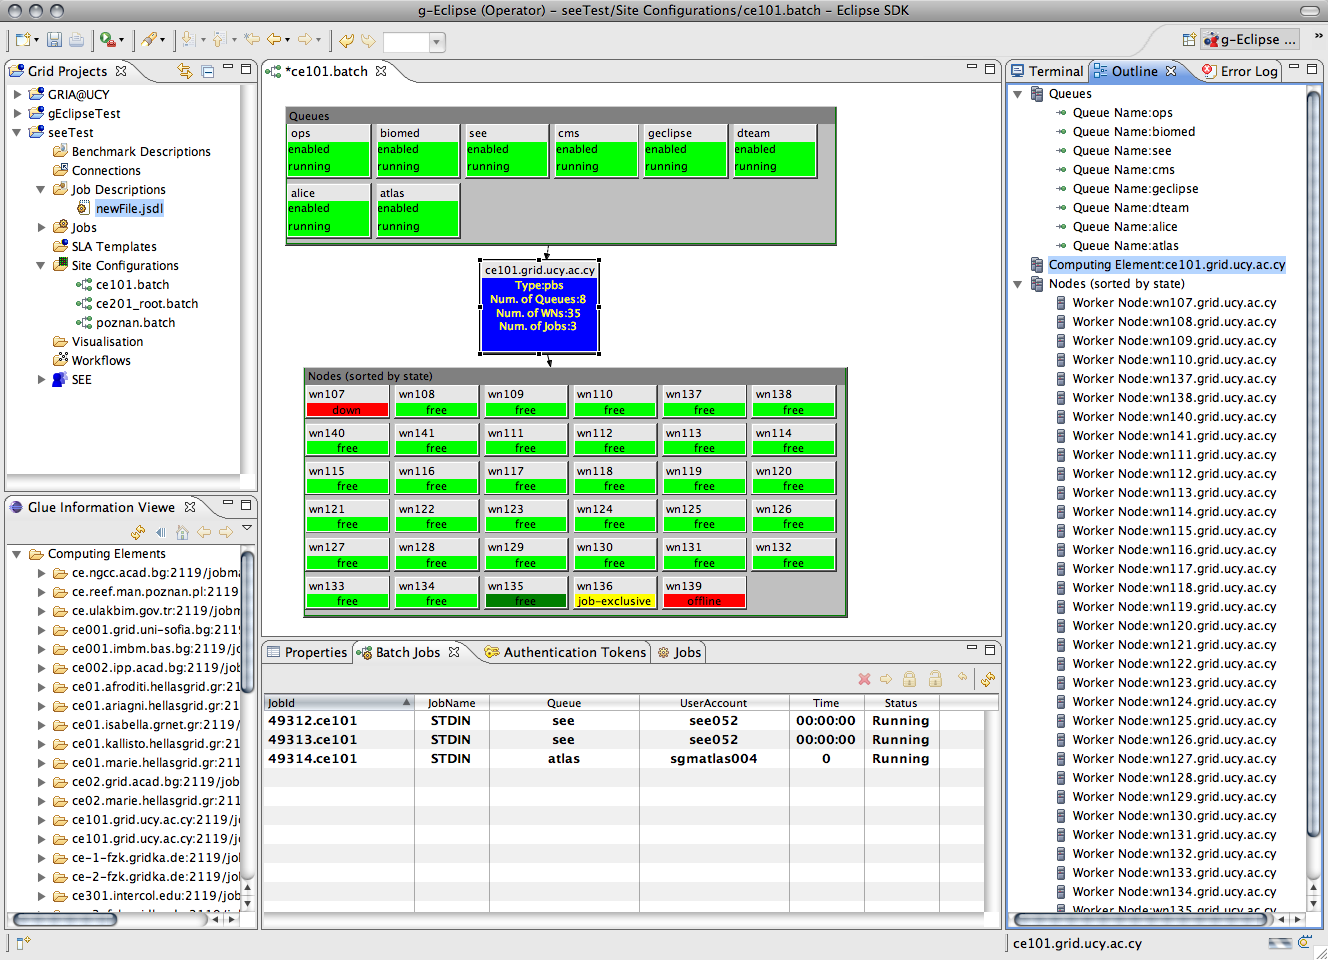 g-Eclipse (Operator) - seeTest/Site Configurations/ce101.batch - Eclipse SDK
g-Eclipse ...
Grid Projects
GRIA@UCY
gEclipseTest
seeTest
Benchmark Descriptions
Connections
Job Descriptions
newFile.jsdl
Jobs
SLA Templates
Site Configurations
ce101.batch
ce201_root.batch
poznan.batch
Visualisation
Workflows
SEE
Glue Information Viewe
Computing Elements
ce.ngcc.acad.bg:2119/jobma
ce.reef.man.poznan.pl:2119/
ce.ulakbim.gov.tr:2119/jobm
ce001.grid.uni-sofia.bg:2119
ce001.imbm.bas.bg:2119/jo
ce002.ipp.acad.bg:2119/job
ce01.afroditi.hellasgrid.gr:2
ce01.ariagni.hellasgrid.gr:2
ce01.isabella.grnet.gr:2119
ce01.kallisto.hellasgrid.gr:2
ce01.marie.hellasgrid.gr:211
ce02.grid.acad.bg:2119/job
ce02.marie.hellasgrid.gr:211
ce101.grid.ucy.ac.cy:2119/j
ce101.grid.ucy.ac.cy:2119/j
ce-1-fzk.gridka.de:2119/jo
ce-2-fzk.gridka.de:2119/jo
ce301.intercol.edu:2119/job
*ce101.batch
Queues
ops biomed see cms geclipse dteam
enabled enabled enabled enabled enabled enabled
running running running running running running
alice atlas
enabled enabled
running running
ce101.grid.ucy.ac.cy
Type:pbs
Num. of Queues:8
Num. of WNs:35
Num. of Jobs:3
Nodes (sorted by state)
wn107 wn108 wn109 wn110 wn137 wn138
down free free free free free
wn140 wn141 wn111 wn112 wn113 wn114
free free free free free free
wn115 wn116 wn117 wn118 wn119 wn120
free free free free free free
wn121 wn122 wn123 wn124 wn125 wn126
free free free free free free
wn127 wn128 wn129 wn130 wn131 wn132
free free free free free free
wn133 wn134 wn135 wn136 wn139
free free free job-exclusive offline
Properties Batch Jobs Authentication Tokens Jobs
JobId JobName Queue UserAccount Time Status
49312.ce101 STDIN see see052 00:00:00 Running
49313.ce101 STDIN see see052 00:00:00 Running
49314.ce101 STDIN atlas sgmatlas004 0 Running
Terminal Outline Error Log
Queues
Queue Name:ops
Queue Name:biomed
Queue Name:see
Queue Name:cms
Queue Name:geclipse
Queue Name:dteam
Queue Name:alice
Queue Name:atlas
Computing Element:ce101.grid.ucy.ac.cy
Nodes (sorted by state)
Worker Node:wn107.grid.ucy.ac.cy
Worker Node:wn108.grid.ucy.ac.cy
Worker Node:wn109.grid.ucy.ac.cy
Worker Node:wn110.grid.ucy.ac.cy
Worker Node:wn137.grid.ucy.ac.cy
Worker Node:wn138.grid.ucy.ac.cy
Worker Node:wn140.grid.ucy.ac.cy
Worker Node:wn141.grid.ucy.ac.cy
Worker Node:wn111.grid.ucy.ac.cy
Worker Node:wn112.grid.ucy.ac.cy
Worker Node:wn113.grid.ucy.ac.cy
Worker Node:wn114.grid.ucy.ac.cy
Worker Node:wn115.grid.ucy.ac.cy
Worker Node:wn116.grid.ucy.ac.cy
Worker Node:wn117.grid.ucy.ac.cy
Worker Node:wn118.grid.ucy.ac.cy
Worker Node:wn119.grid.ucy.ac.cy
Worker Node:wn120.grid.ucy.ac.cy
Worker Node:wn121.grid.ucy.ac.cy
Worker Node:wn122.grid.ucy.ac.cy
Worker Node:wn123.grid.ucy.ac.cy
Worker Node:wn124.grid.ucy.ac.cy
Worker Node:wn125.grid.ucy.ac.cy
Worker Node:wn126.grid.ucy.ac.cy
Worker Node:wn127.grid.ucy.ac.cy
Worker Node:wn128.grid.ucy.ac.cy
Worker Node:wn129.grid.ucy.ac.cy
Worker Node:wn130.grid.ucy.ac.cy
Worker Node:wn131.grid.ucy.ac.cy
Worker Node:wn132.grid.ucy.ac.cy
Worker Node:wn133.grid.ucy.ac.cy
Worker Node:wn134.grid.ucy.ac.cy
Worker Node:wn135.grid.ucy.ac.cy
ce101.grid.ucy.ac.cy